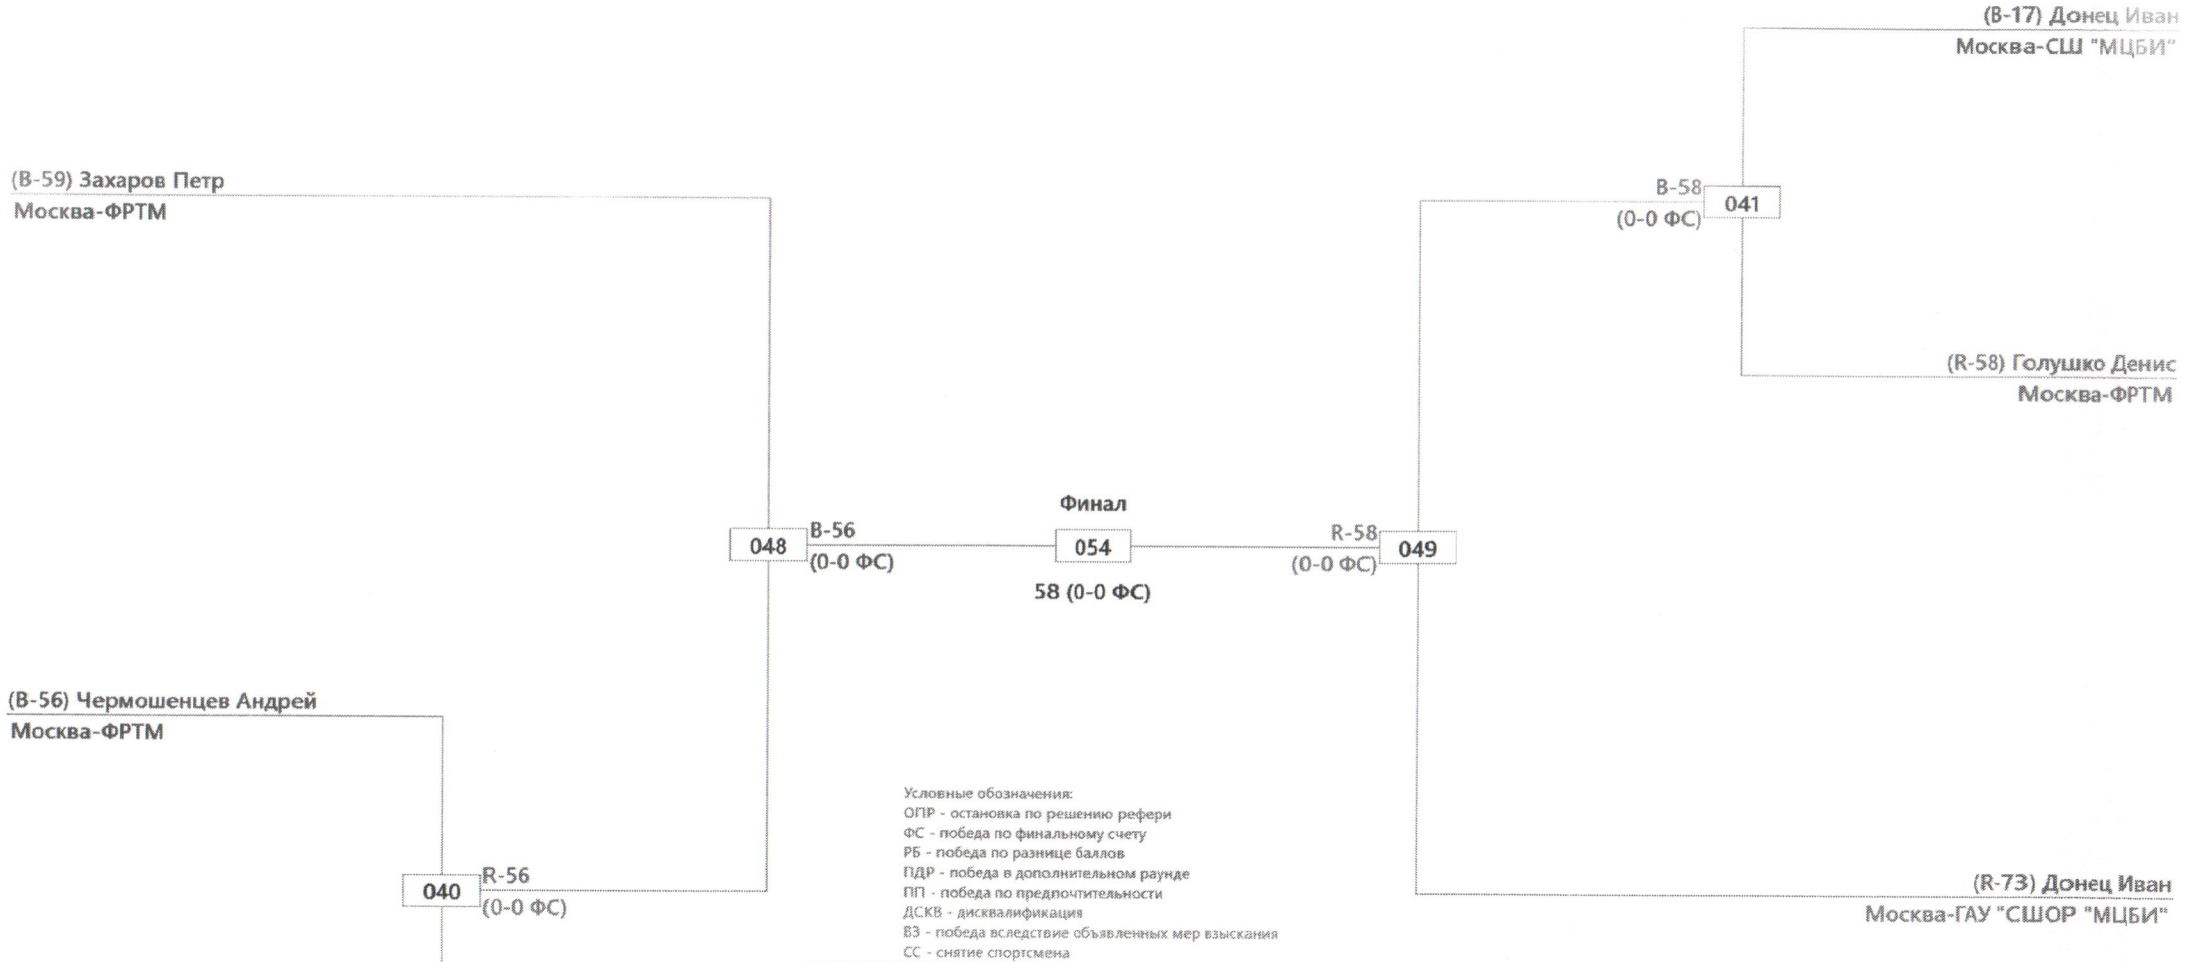 (B-17) Донец Иван
Москва-СШ "МЦБИ"
(B-59) Захаров Петр
Москва-ФРТМ
B-58
(0-0 ФС)
041
(R-58) Голушко Денис
Москва-ФРТМ
Финал
048
B-56
(0-0 ФС)
054
58 (0-0 ФС)
R-58
(0-0 ФС)
049
(B-56) Чермошенцев Андрей
Москва-ФРТМ
040
R-56
(0-0 ФС)
Условные обозначения:
ОПР - остановка по решению рефери
ФС - победа по финальному счету
РБ - победа по разнице баллов
ПДР - победа в дополнительном раунде
ПП - победа по предпочтительности
ДСКВ - дисквалификация
ВЗ - победа вследствие объявленных мер взыскания
СС - снятие спортсмена
(R-73) Донец Иван
Москва-ГАУ "СШОР "МЦБИ"